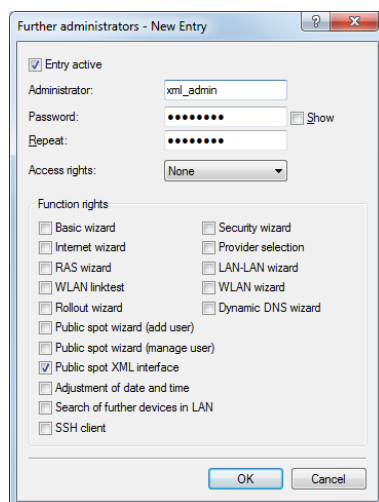 Further administrators - New Entry
Entry active
Administrator: xml_admin
Password: ●●●●●●●● Show
Repeat: ●●●●●●●●
Access rights: None
Function rights
Basic wizard Security wizard
Internet wizard Provider selection
RAS wizard LAN-LAN wizard
WLAN linktest WLAN wizard
Rollout wizard Dynamic DNS wizard
Public spot wizard (add user)
Public spot wizard (manage user)
Public spot XML interface
Adjustment of date and time
Search of further devices in LAN
SSH client
OK Cancel